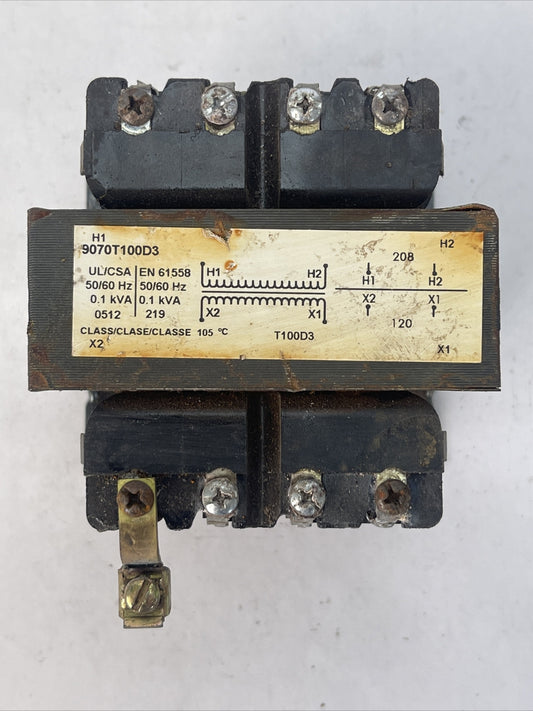 H1
9070T100D3
UL/CSA EN 61558
50/60 Hz 50/60 Hz
0.1 kVA 0.1 kVA
0512 219
CLASS/CLASE/CLASSE 105 °C
X2
H1 H2
X2 X1
T100D3
H2
208
H1 H2
X2 X1
120
X1